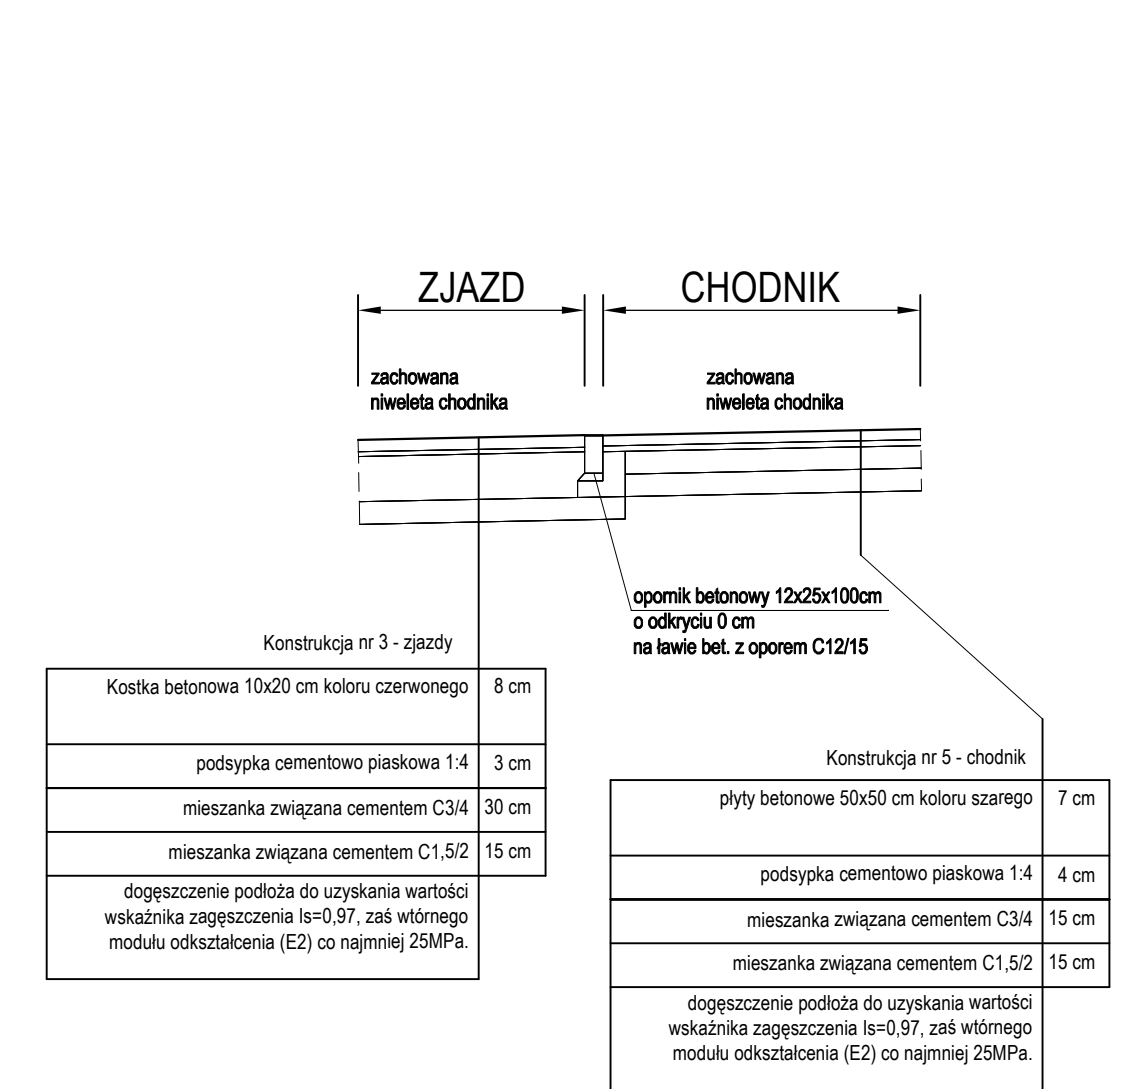 ZJAZD
CHODNIK
zachowana
niweleta chodnika
zachowana
niweleta chodnika
opornik betonowy 12x25x100cm
o odkryciu 0 cm
na ławie bet. z oporem C12/15
Konstrukcja nr 3 - zjazdy
Kostka betonowa 10x20 cm koloru czerwonego 8 cm
podsypka cementowo piaskowa 1:4 3 cm
mieszanka związana cementem C3/4 30 cm
mieszanka związana cementem C1,5/2 15 cm
dogęszczenie podłoża do uzyskania wartości
wskaźnika zagęszczenia Is=0,97, zaś wtórnego
modułu odkształcenia (E2) co najmniej 25MPa.
Konstrukcja nr 5 - chodnik
płyty betonowe 50x50 cm koloru szarego 7 cm
podsypka cementowo piaskowa 1:4 4 cm
mieszanka związana cementem C3/4 15 cm
mieszanka związana cementem C1,5/2 15 cm
dogęszczenie podłoża do uzyskania wartości
wskaźnika zagęszczenia Is=0,97, zaś wtórnego
modułu odkształcenia (E2) co najmniej 25MPa.